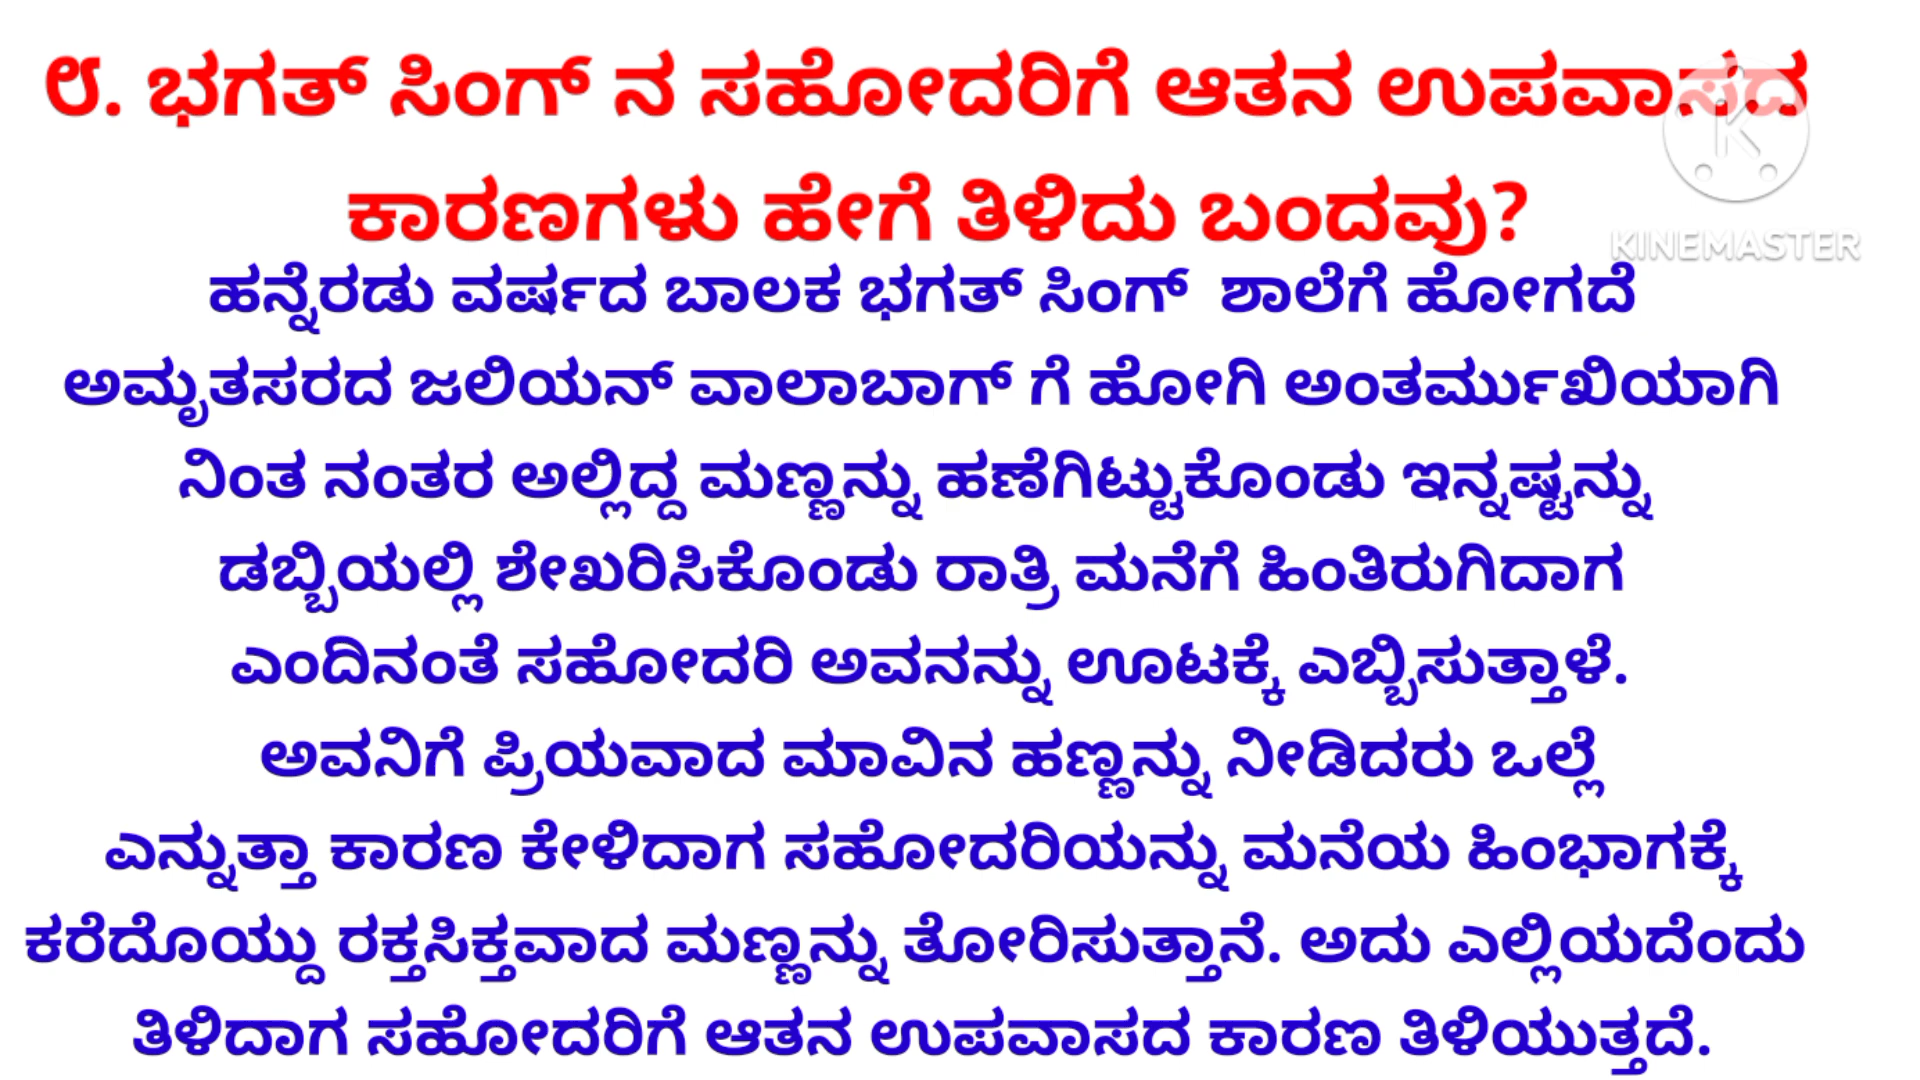 ೮. ಭಗತ್ ಸಿಂಗ್ ನ ಸಹೋದರಿಗೆ ಆತನ ಉಪವಾಸದ
ಕಾರಣಗಳು ಹೇಗೆ ತಿಳಿದು ಬಂದವು?
KINEMASTER
ಹನ್ನೆರಡು ವರ್ಷದ ಬಾಲಕ ಭಗತ್ ಸಿಂಗ್ ಶಾಲೆಗೆ ಹೋಗದೆ
ಅಮೃತಸರದ ಜಲಿಯನ್ ವಾಲಾಬಾಗ್ ಗೆ ಹೋಗಿ ಅಂತರ್ಮುಖಿಯಾಗಿ
ನಿಂತ ನಂತರ ಅಲ್ಲಿದ್ದ ಮಣ್ಣನ್ನು ಹಣೆಗಿಟ್ಟುಕೊಂಡು ಇನ್ನಷ್ಟನ್ನು
ಡಬ್ಬಿಯಲ್ಲಿ ಶೇಖರಿಸಿಕೊಂಡು ರಾತ್ರಿ ಮನೆಗೆ ಹಿಂತಿರುಗಿದಾಗ
ಎಂದಿನಂತೆ ಸಹೋದರಿ ಅವನನ್ನು ಊಟಕ್ಕೆ ಎಬ್ಬಿಸುತ್ತಾಳೆ.
ಅವನಿಗೆ ಪ್ರಿಯವಾದ ಮಾವಿನ ಹಣ್ಣನ್ನು ನೀಡಿದರು ಒಲ್ಲೆ
ಎನ್ನುತ್ತಾ ಕಾರಣ ಕೇಳಿದಾಗ ಸಹೋದರಿಯನ್ನು ಮನೆಯ ಹಿಂಭಾಗಕ್ಕೆ
ಕರೆದೊಯ್ದು ರಕ್ತಸಿಕ್ತವಾದ ಮಣ್ಣನ್ನು ತೋರಿಸುತ್ತಾನೆ. ಅದು ಎಲ್ಲಿಯದೆಂದು
ತಿಳಿದಾಗ ಸಹೋದರಿಗೆ ಆತನ ಉಪವಾಸದ ಕಾರಣ ತಿಳಿಯುತ್ತದೆ.